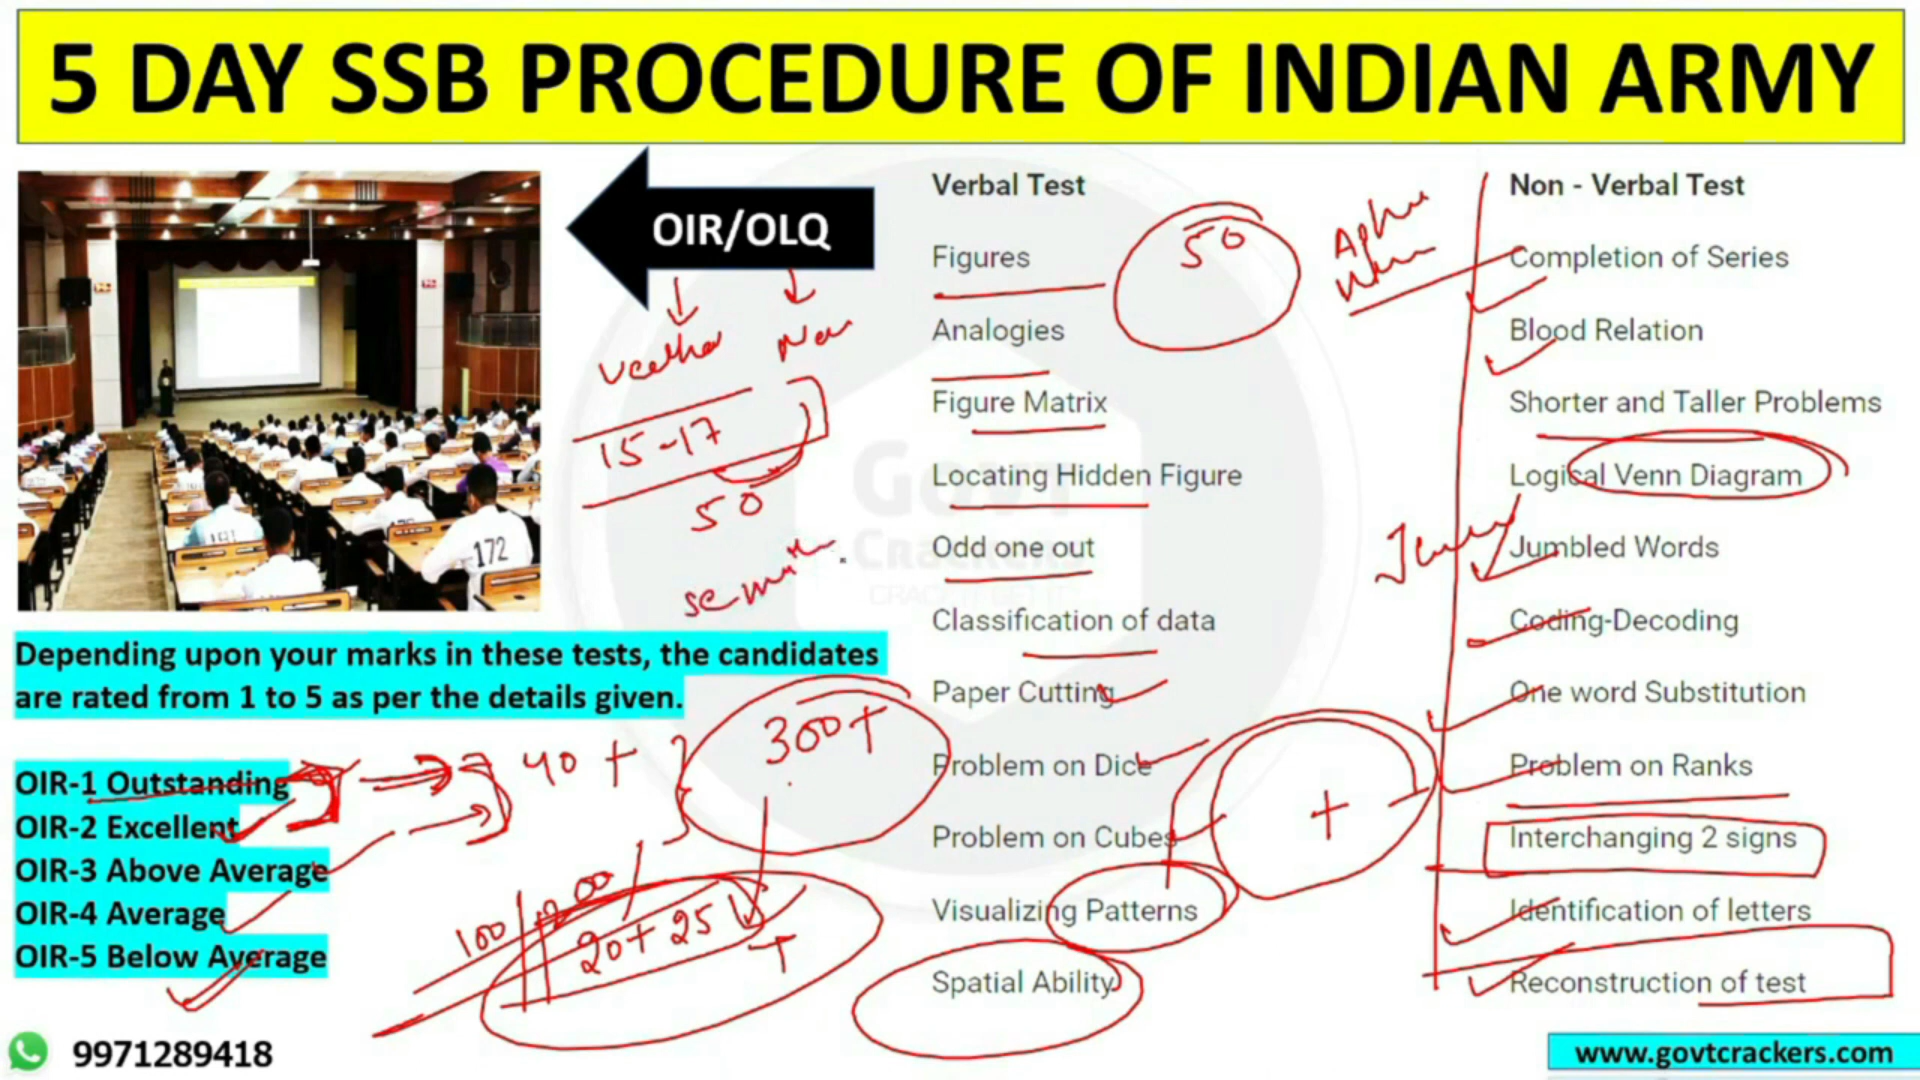 5 DAY SSB PROCEDURE OF INDIAN ARMY
OIR/OLQ
15-17
50
172
Depending upon your marks in these tests, the candidates
are rated from 1 to 5 as per the details given.
OIR-1 Outstanding
OIR-2 Excellent
OIR-3 Above Average
OIR-4 Average
OIR-5 Below Average
40 +
300+
100
20+ 25
9971289418
Verbal Test
Figures
Analogies
Figure Matrix
Locating Hidden Figure
Odd one out
Classification of data
Paper Cutting
Problem on Dice
Problem on Cubes
Visualizing Patterns
Spatial Ability
50
+
Govt
Crackers
Non - Verbal Test
Completion of Series
Blood Relation
Shorter and Taller Problems
Logical Venn Diagram
Jumbled Words
Coding-Decoding
One word Substitution
Problem on Ranks
Interchanging 2 signs
Identification of letters
Reconstruction of test
www.govtcrackers.com